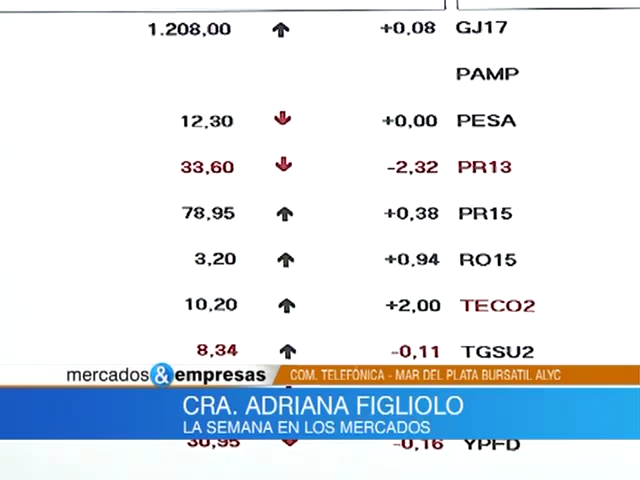 1.208,00 +0,08 GJ17
PAMP
12,30 +0,00 PESA
33,60 -2,32 PR13
78,95 +0,38 PR15
3,20 +0,94 RO15
10,20 +2,00 TECO2
8,34 -0,11 TGSU2
mercados&empresas COM. TELEFÓNICA - MAR DEL PLATA BURSATIL ALYC
CRA. ADRIANA FIGLIOLO
LA SEMANA EN LOS MERCADOS
30,95 -0,16 YPFD